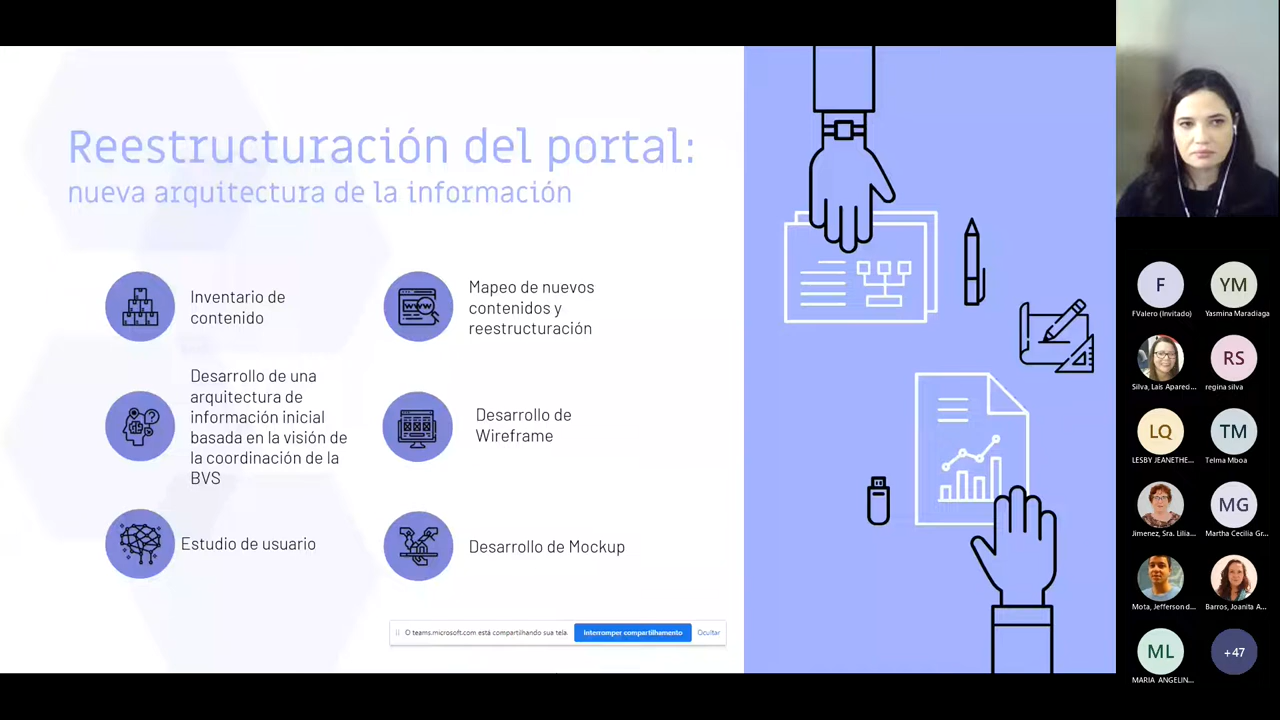 Reestructuración del portal:
nueva arquitectura de la información
Inventario de
contenido
Desarrollo de una
arquitectura de
información inicial
basada en la visión de
la coordinación de la
BVS
Estudio de usuario
Mapeo de nuevos
contenidos y
reestructuración
WWW
Desarrollo de
Wireframe
Desarrollo de Mockup
O teams.microsoft.com está compartilhando sua tela.
Interromper compartilhamento
Ocultar
F
FValero (Invitado)
YM
Yasmina Maradiaga
Silva, Lais Apared...
RS
regina silva
LQ
LESBY JEANETHE...
TM
Telma Mboa
Jimenez, Sra. Lilia...
MG
Martha Cecilia Gr...
Mota, Jefferson d...
Barros, Joanita A...
ML
MARIA ANGELIN...
+47